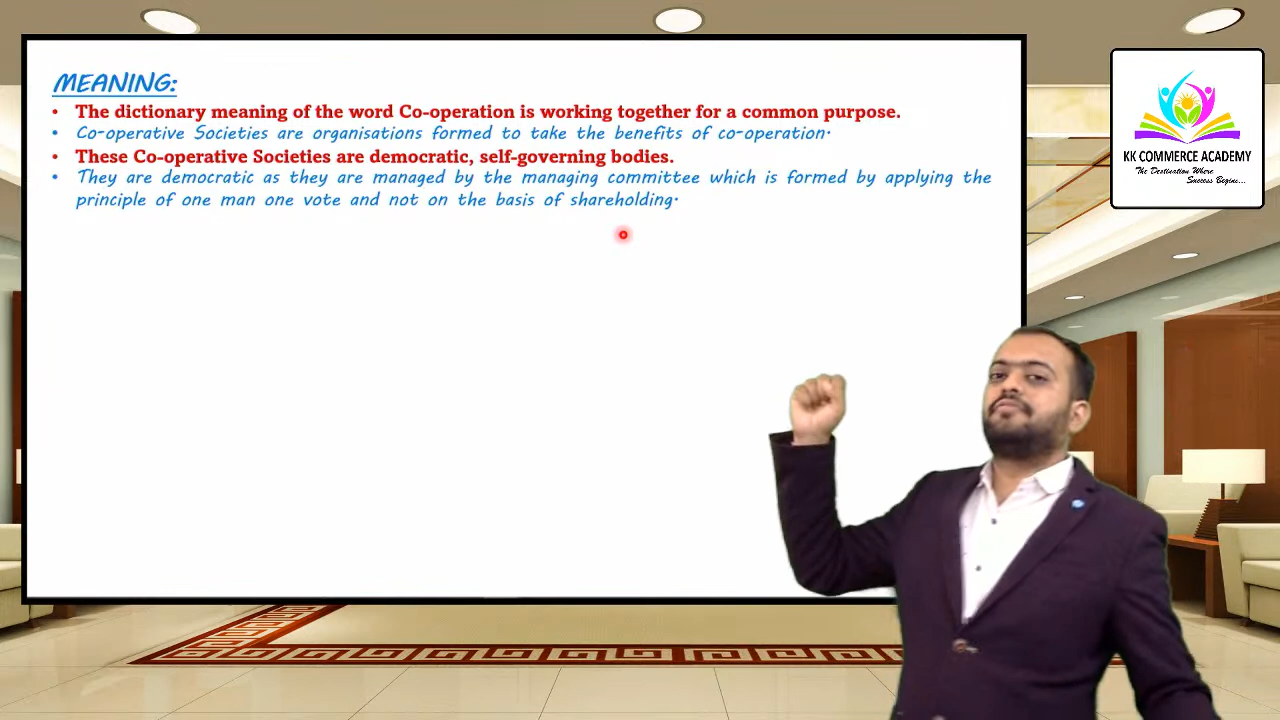 MEANING:
• The dictionary meaning of the word Co-operation is working together for a common purpose.
• Co-operative Societies are organisations formed to take the benefits of co-operation.
• These Co-operative Societies are democratic, self-governing bodies.
• They are democratic as they are managed by the managing committee which is formed by applying the
principle of one man one vote and not on the basis of shareholding.
KK COMMERCE ACADEMY
The Destination Where
Success Begins...